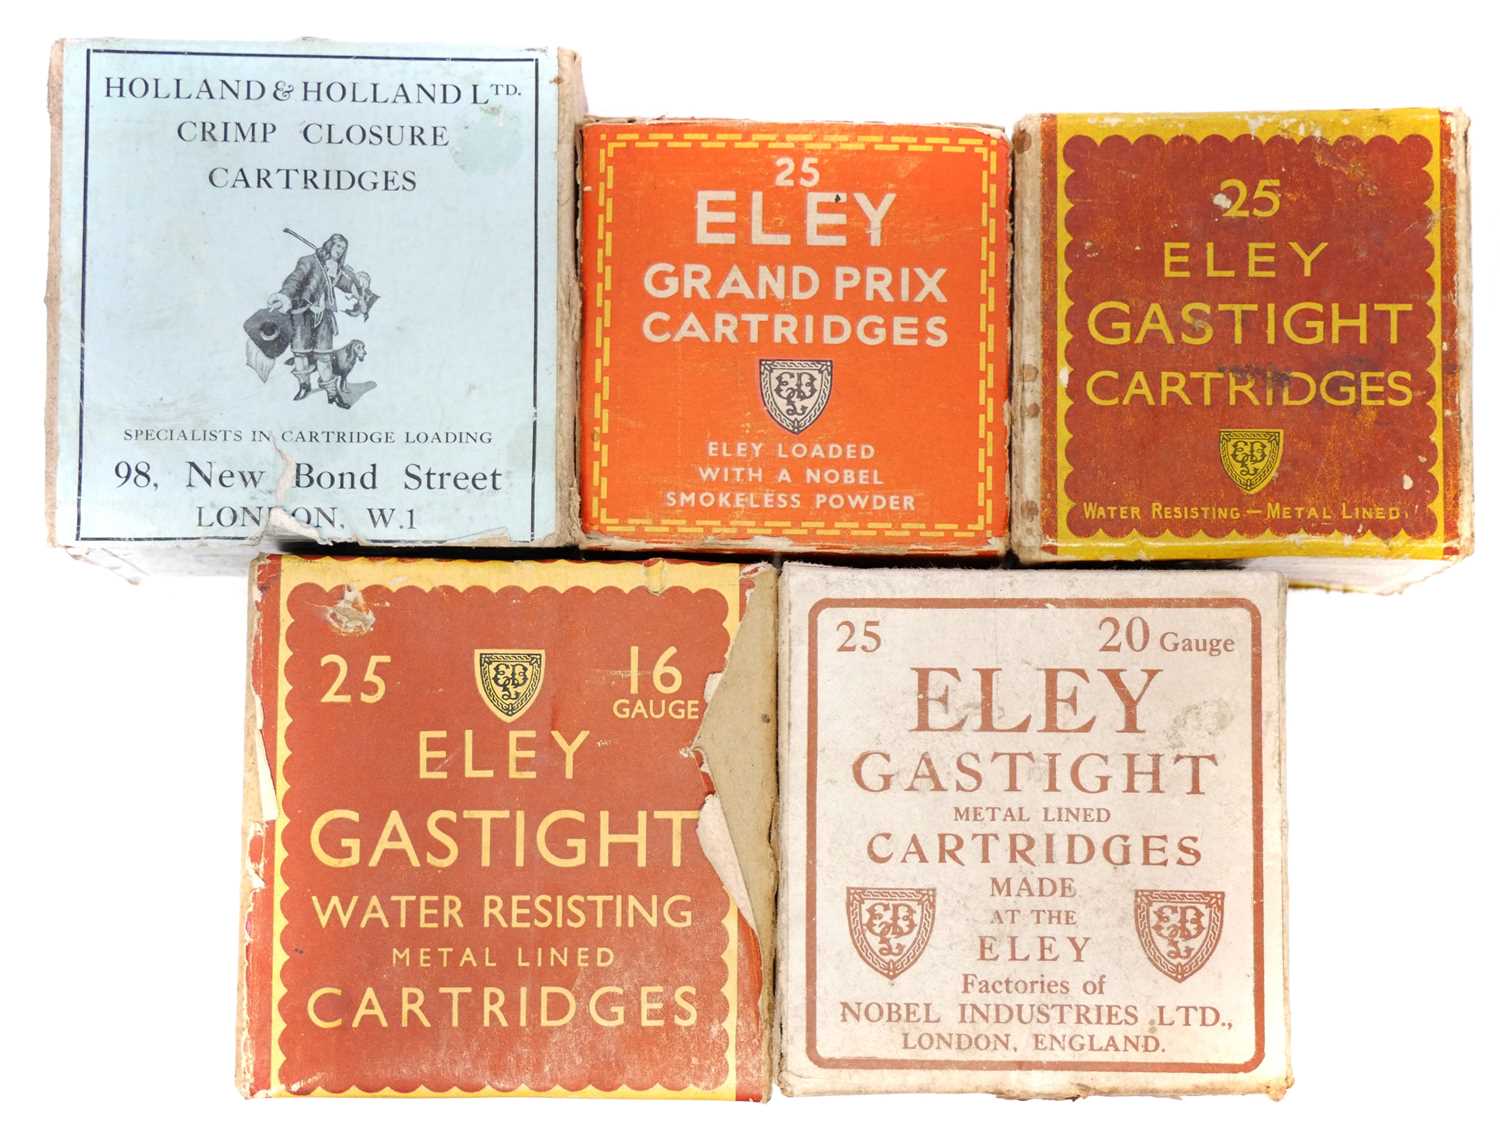 HOLLAND & HOLLAND LTD.
CRIMP CLOSURE
CARTRIDGES
SPECIALISTS IN CARTRIDGE LOADING
98, New Bond Street
LONDON, W.1
25
ELEY
GRAND PRIX
CARTRIDGES
ELEY LOADED
WITH A NOBEL
SMOKELESS POWDER
25
ELEY
GASTIGHT
CARTRIDGES
WATER RESISTING – METAL LINED
25
16
GAUGE
ELEY
GASTIGHT
WATER RESISTING
METAL LINED
CARTRIDGES
25 20 Gauge
ELEY
GASTIGHT
METAL LINED
CARTRIDGES
MADE
AT THE
ELEY
Factories of
NOBEL INDUSTRIES LTD.,
LONDON, ENGLAND.